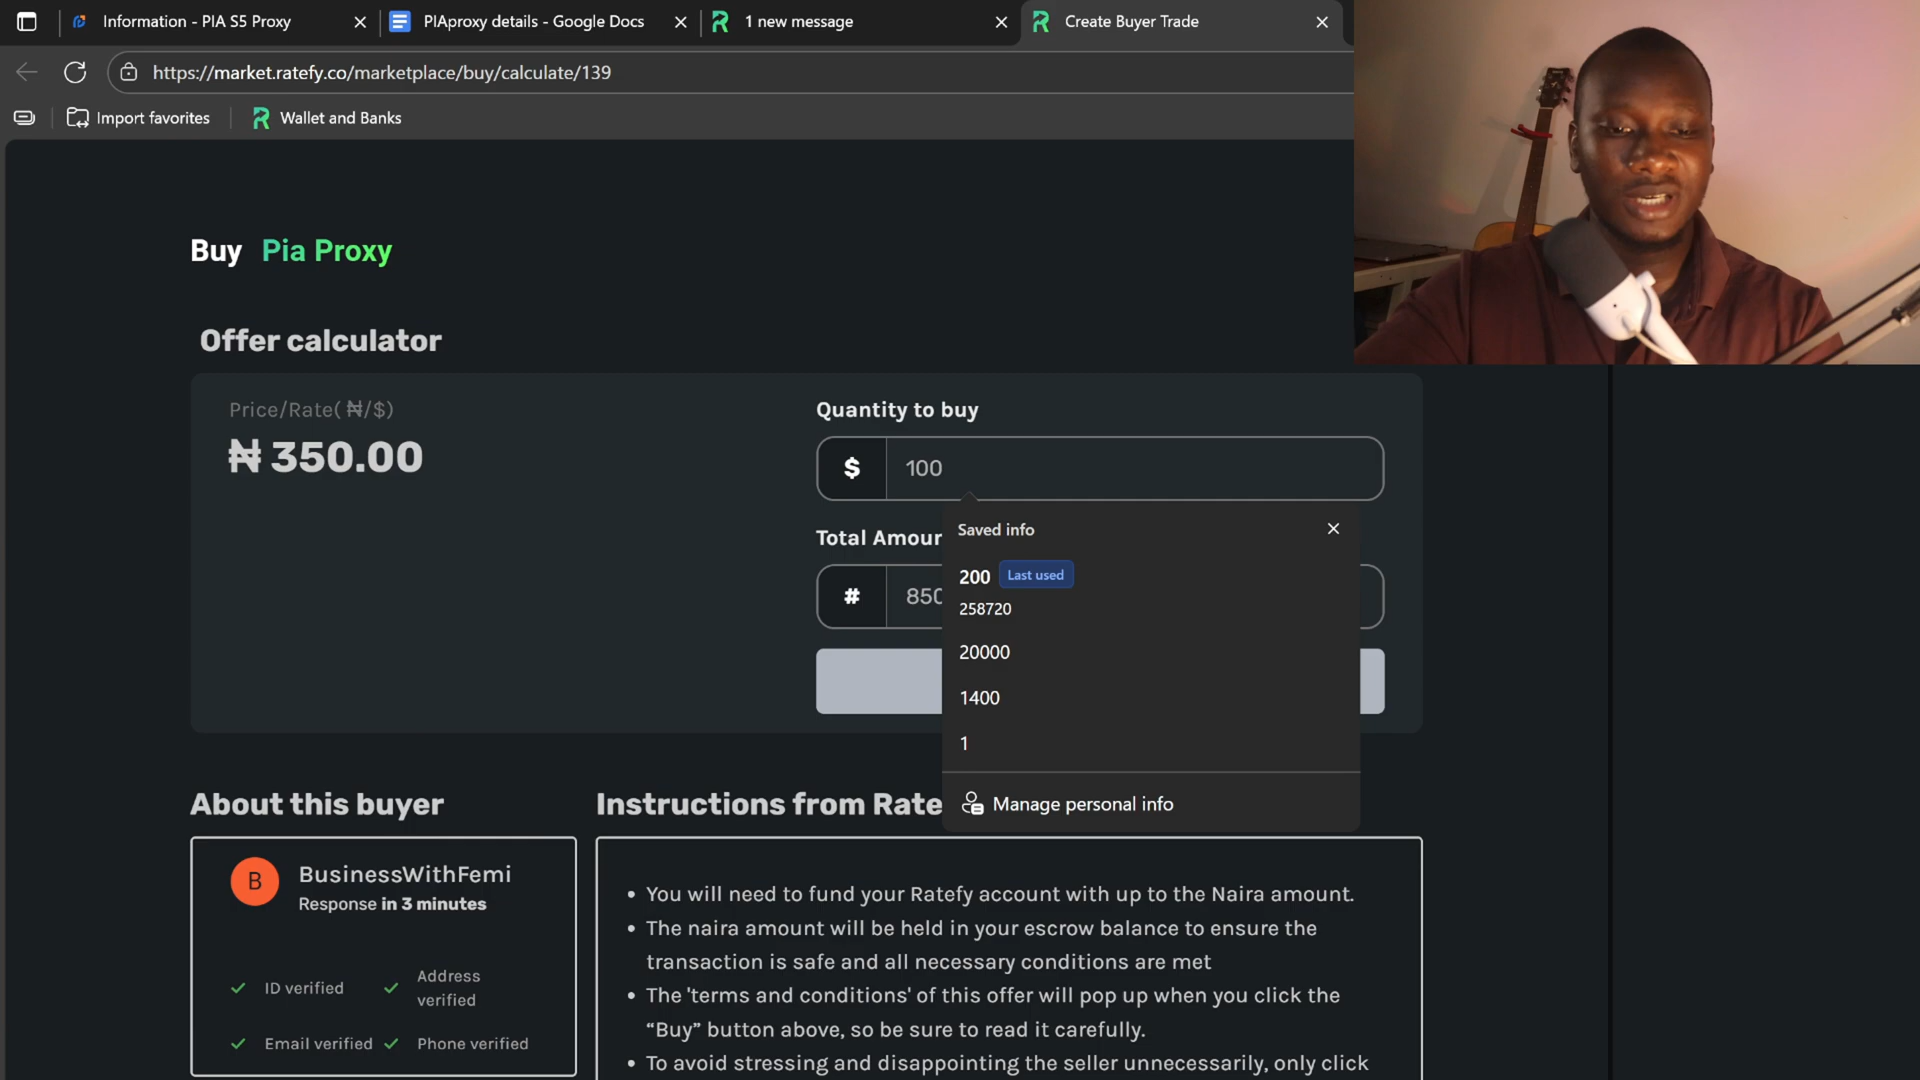 Information - PIA S5 Proxy
PIAproxy details - Google Docs
1 new message
Create Buyer Trade
https://market.ratefy.co/marketplace/buy/calculate/139
Import favorites
Wallet and Banks
Buy Pia Proxy
Offer calculator
Price/Rate( ₦/$)
₦ 350.00
Quantity to buy
$ 100
Total Amoun
# 850
Saved info
200 Last used
258720
20000
1400
1
Manage personal info
About this buyer
B
BusinessWithFemi
Response in 3 minutes
ID verified
Address
verified
Email verified
Phone verified
Instructions from Rate
• You will need to fund your Ratefy account with up to the Naira amount.
• The naira amount will be held in your escrow balance to ensure the
transaction is safe and all necessary conditions are met
• The 'terms and conditions' of this offer will pop up when you click the
“Buy” button above, so be sure to read it carefully.
• To avoid stressing and disappointing the seller unnecessarily, only click